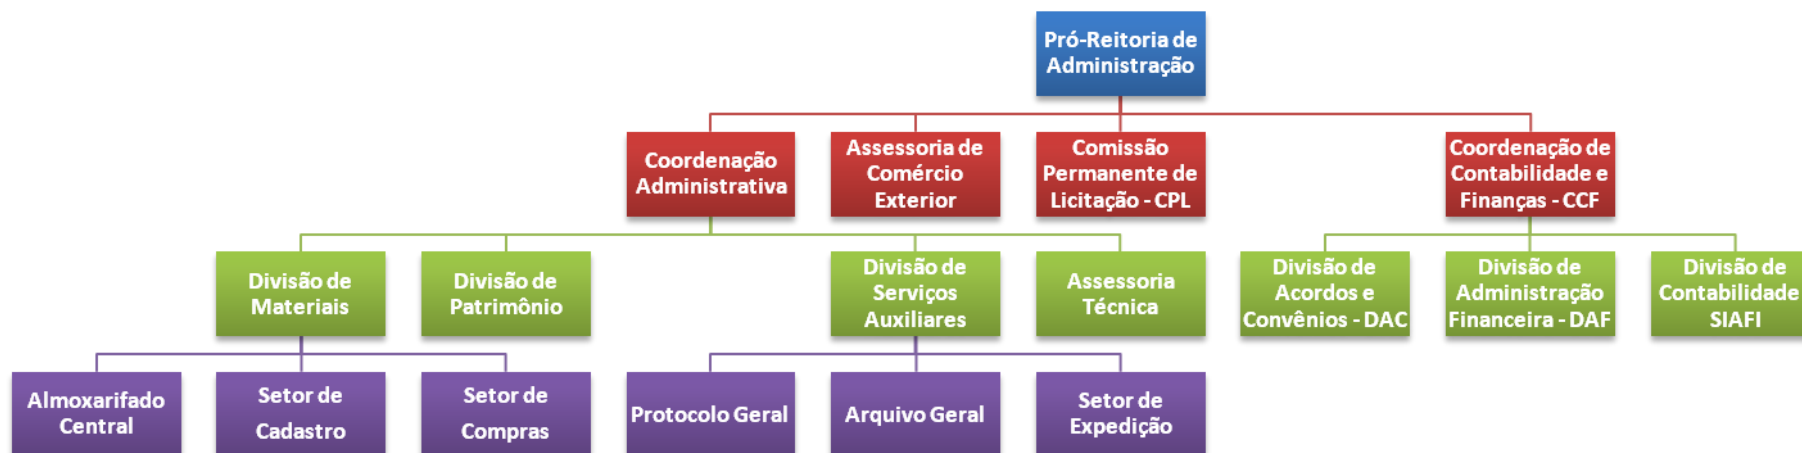 Pró-Reitoria de
Administração
Coordenação
Administrativa
Assessoria de
Comércio
Exterior
Comissão
Permanente de
Licitação - CPL
Coordenação de
Contabilidade e
Finanças - CCF
Divisão de
Materiais
Divisão de
Patrimônio
Divisão de
Serviços
Auxiliares
Assessoria
Técnica
Divisão de
Acordos e
Convênios - DAC
Divisão de
Administração
Financeira - DAF
Divisão de
Contabilidade
SIAFI
Almoxarifado
Central
Setor de
Cadastro
Setor de
Compras
Protocolo Geral
Arquivo Geral
Setor de
Expedição